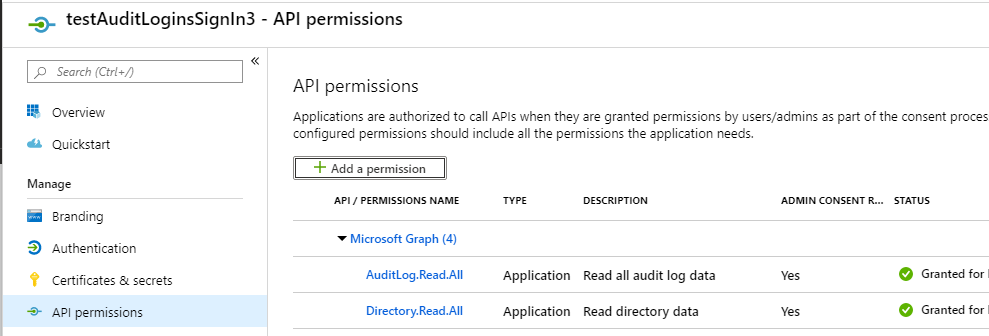 testAuditLoginsSignIn3 - API permissions
Search (Ctrl+/)
«
Overview
Quickstart
Manage
Branding
Authentication
Certificates & secrets
API permissions
API permissions
Applications are authorized to call APIs when they are granted permissions by users/admins as part of the consent proces
configured permissions should include all the permissions the application needs.
+ Add a permission
API / PERMISSIONS NAME TYPE DESCRIPTION ADMIN CONSENT R... STATUS
Microsoft Graph (4)
AuditLog.Read.All Application Read all audit log data Yes Granted for
Directory.Read.All Application Read directory data Yes Granted for